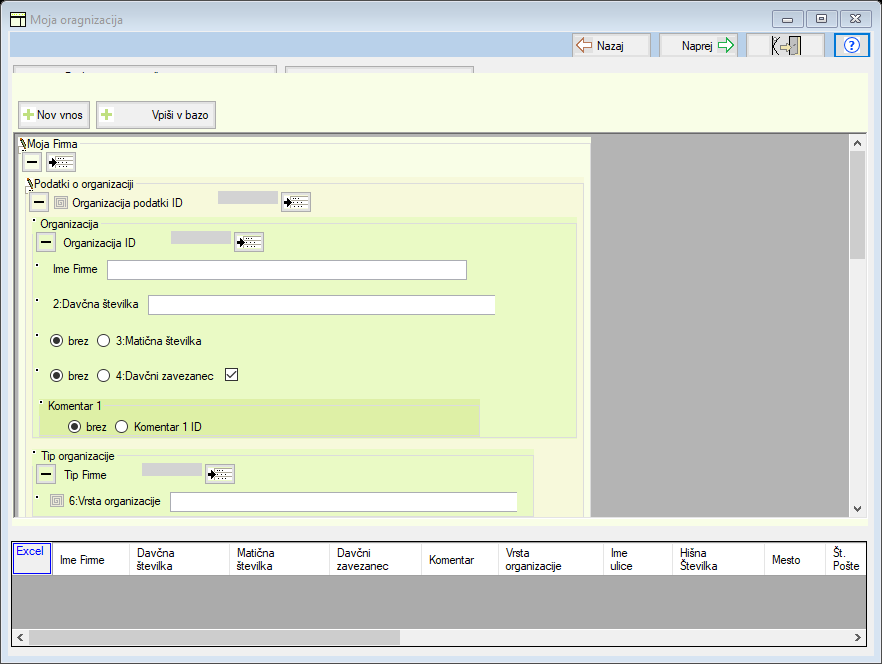 Moja oragnizacija
Nazaj
Naprej
?
Nov vnos
Vpiši v bazo
Moja Firma
Podatki o organizaciji
Organizacija podatki ID
Organizacija
Organizacija ID
Ime Firme
2:Davčna številka
brez 3:Matična številka
brez 4:Davčni zavezanec
Komentar 1
brez Komentar 1 ID
Tip organizacije
Tip Firme
6:Vrsta organizacije
Excel
Ime Firme
Davčna
številka
Matična
številka
Davčni
zavezanec
Komentar
Vrsta
organizacije
Ime
ulice
Hišna
Številka
Mesto
Št.
Pošte